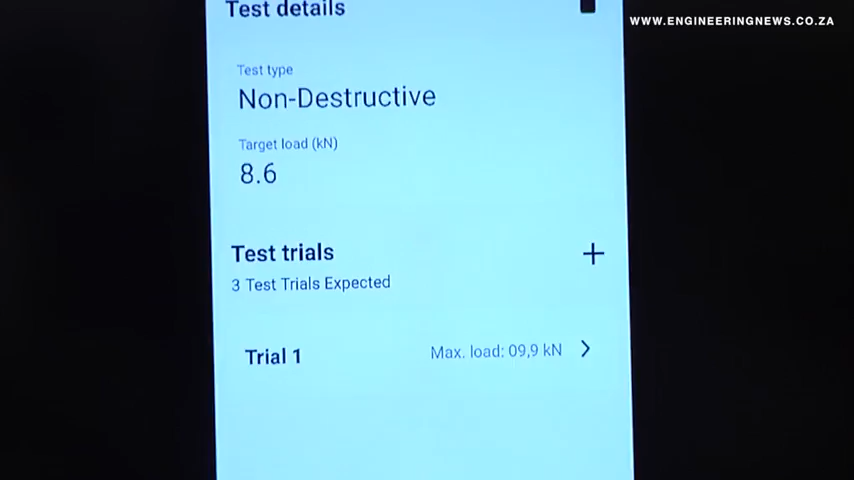 Test details
WWW.ENGINEERINGNEWS.CO.ZA
Test type
Non-Destructive
Target load (kN)
8.6
Test trials
3 Test Trials Expected
Trial 1
Max. load: 09,9 kN